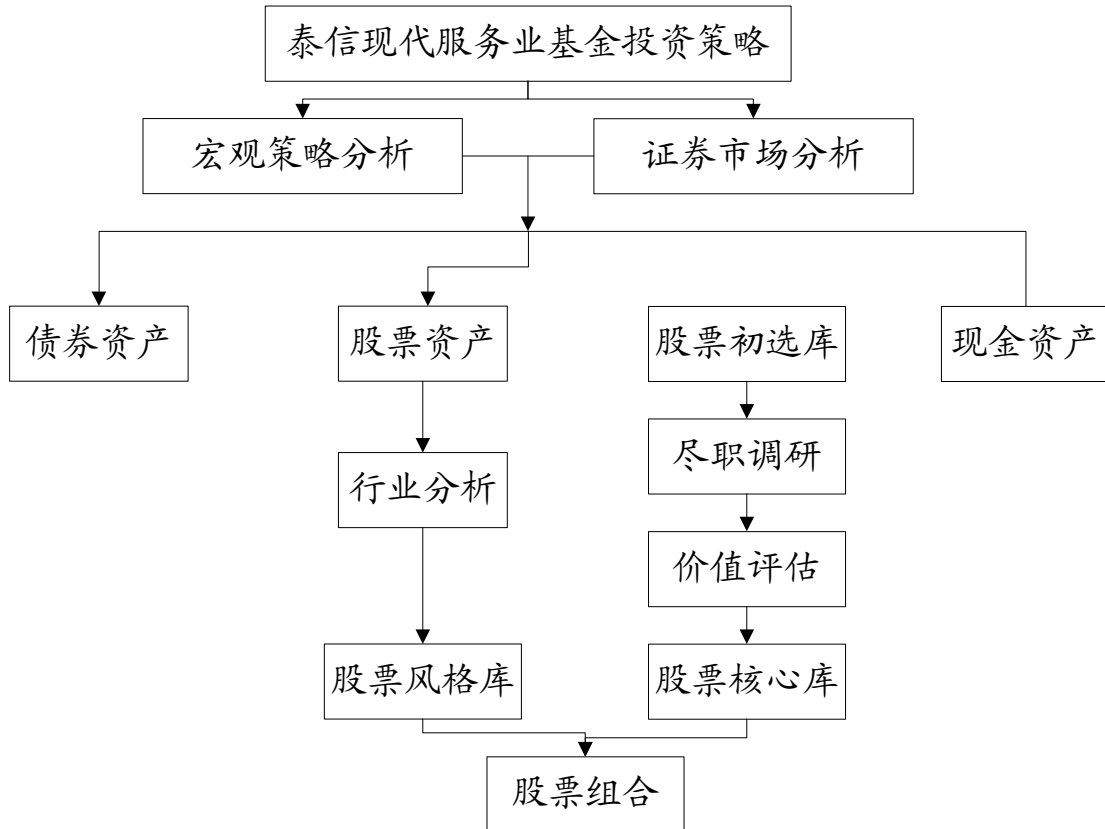 泰信现代服务业基金投资策略
宏观策略分析
证券市场分析
债券资产
股票资产
股票初选库
现金资产
尽职调研
行业分析
价值评估
股票风格库
股票核心库
股票组合